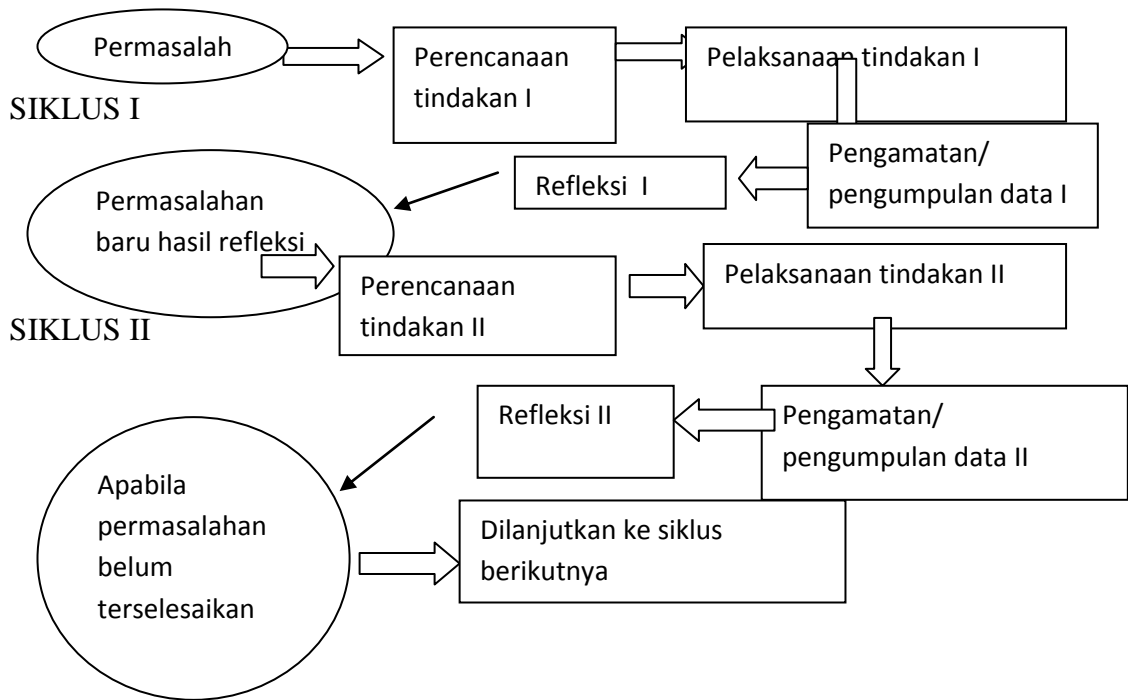 Permasalah
Perencanaan
tindakan I
Pelaksanaan tindakan I
SIKLUS I
Pengamatan/
pengumpulan data I
Refleksi I
Permasalahan
baru hasil refleksi
Perencanaan
tindakan II
Pelaksanaan tindakan II
SIKLUS II
Pengamatan/
pengumpulan data II
Refleksi II
Apabila
permasalahan
belum
terselesaikan
Dilanjutkan ke siklus
berikutnya